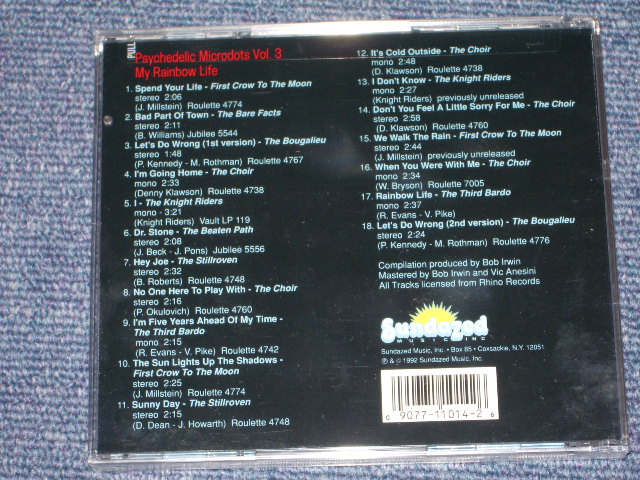 PULL
Psychedelic Microdots Vol. 3
My Rainbow Life
1. Spend Your Life - First Crow To The Moon
stereo 2:06
(J. Millstein) Roulette 4774
2. Bad Part Of Town - The Bare Facts
stereo 2:11
(B. Williams) Jubilee 5544
3. Let's Do Wrong (1st version) - The Bougalieu
stereo 1:48
(P. Kennedy - M. Rothman) Roulette 4767
4. I'm Going Home - The Choir
mono 2:33
(Denny Klawson) Roulette 4738
5. I - The Knight Riders
mono - 3:21
(Knight Riders) Vault LP 119
6. Dr. Stone - The Beaten Path
stereo 2:08
(J. Beck - J. Pons) Jubilee 5556
7. Hey Joe - The Stillroven
stereo 2:32
(B. Roberts) Roulette 4748
8. No One Here To Play With - The Choir
stereo 2:16
(P. Okulovich) Roulette 4760
9. I'm Five Years Ahead Of My Time -
The Third Bardo
mono 2:15
(R. Evans - V. Pike) Roulette 4742
10. The Sun Lights Up The Shadows -
First Crow To The Moon
stereo 2:25
(J. Millstein) Roulette 4774
11. Sunny Day - The Stillroven
stereo 2:15
(D. Dean - J. Howarth) Roulette 4748
12. It's Cold Outside - The Choir
mono 2:48
(D. Klawson) Roulette 4738
13. I Don't Know - The Knight Riders
mono 2:27
(Knight Riders) previously unreleased
14. Don't You Feel A Little Sorry For Me - The Choir
stereo 2:58
(D. Klawson) Roulette 4760
15. We Walk The Rain - First Crow To The Moon
stereo 2:44
(J. Millstein) previously unreleased
16. When You Were With Me - The Choir
mono 2:34
(W. Bryson) Roulette 7005
17. Rainbow Life - The Third Bardo
mono 2:37
(R. Evans - V. Pike)
18. Let's Do Wrong (2nd version) - The Bougalieu
stereo 2:24
(P. Kennedy - M. Rothman) Roulette 4776
Compilation produced by Bob Irwin
Mastered by Bob Irwin and Vic Anesini
All Tracks licensed from Rhino Records
Sundazed
MUSIC INC
Sundazed Music, Inc. • Box 85 • Coxsackie, N.Y. 12051
℗ & © 1992 Sundazed Music, Inc.
0 9077-11014-2 6